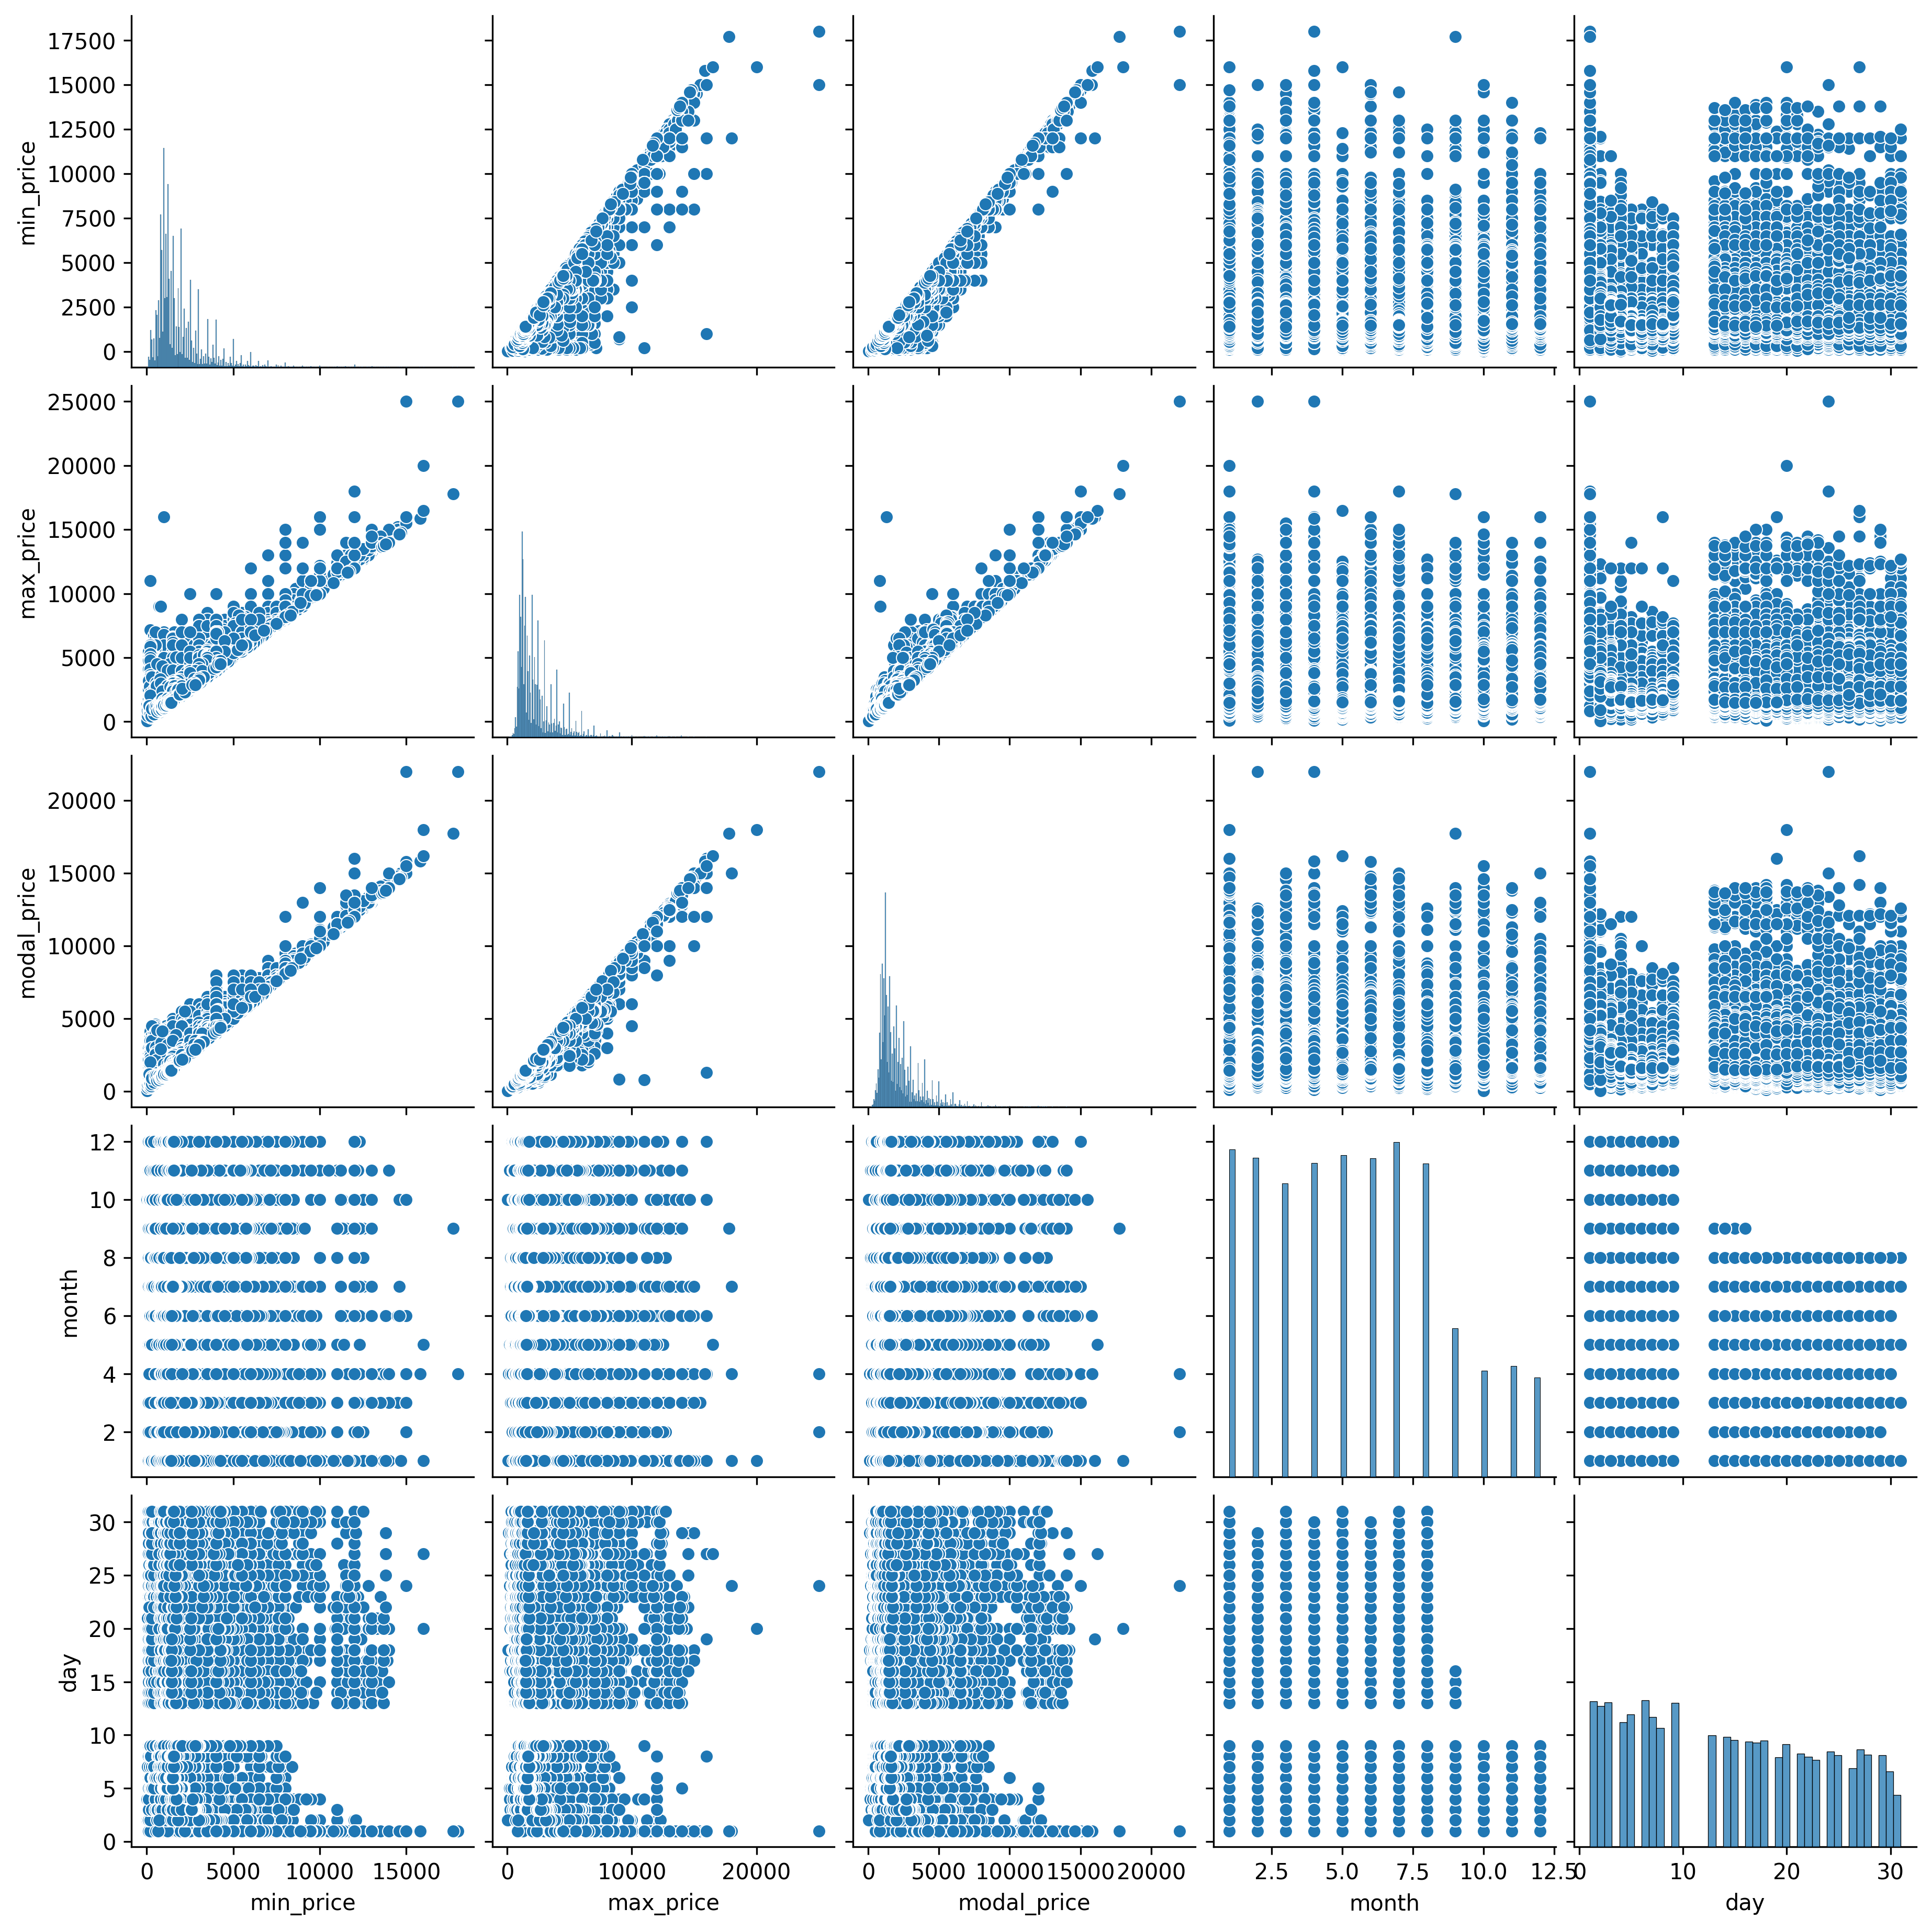 17500
15000
12500
10000
7500
5000
2500
0
min_price
25000
20000
15000
10000
5000
0
max_price
20000
15000
10000
5000
0
modal_price
12
10
8
6
4
2
month
30
25
20
15
10
5
0
day
0 5000 10000 15000
0 10000 20000
0 5000 10000 15000 20000
2.5 5.0 7.5 10.0 12.5
0 10 20 30
min_price max_price modal_price month day